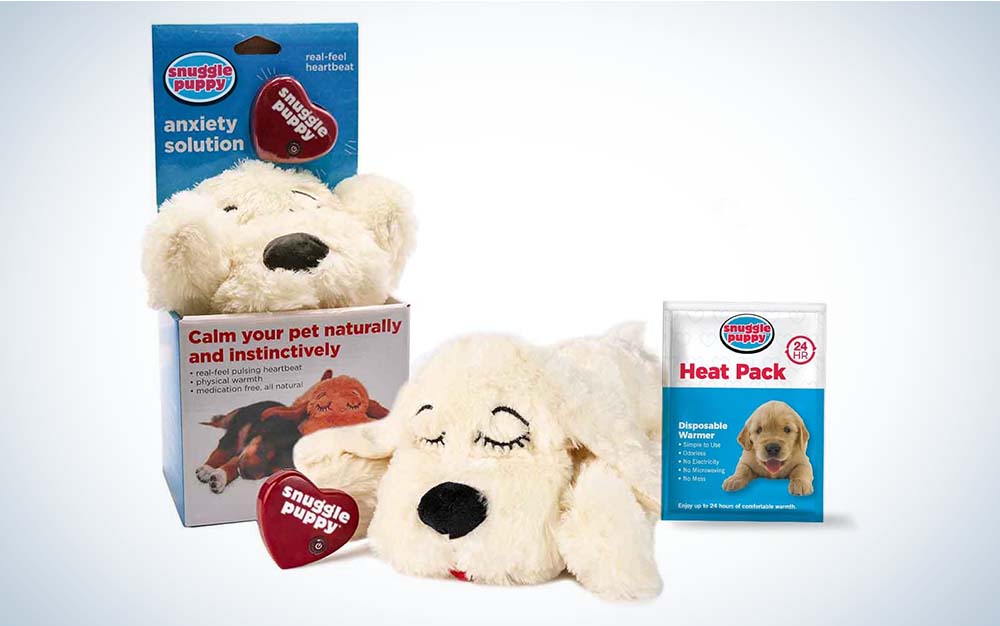 snuggle
puppy
real-feel
heartbeat
snuggle
puppy
anxiety
solution
Calm your pet naturally
and instinctively
• real-feel pulsing heartbeat
• physical warmth
• medication free, all natural
snuggle
puppy
snuggle
puppy
24
HR
Heat Pack
Disposable
Warmer
• Simple to Use
• Odorless
• No Electricity
• No Microwaving
• No Mess
Enjoy up to 24 hours of comfortable warmth.